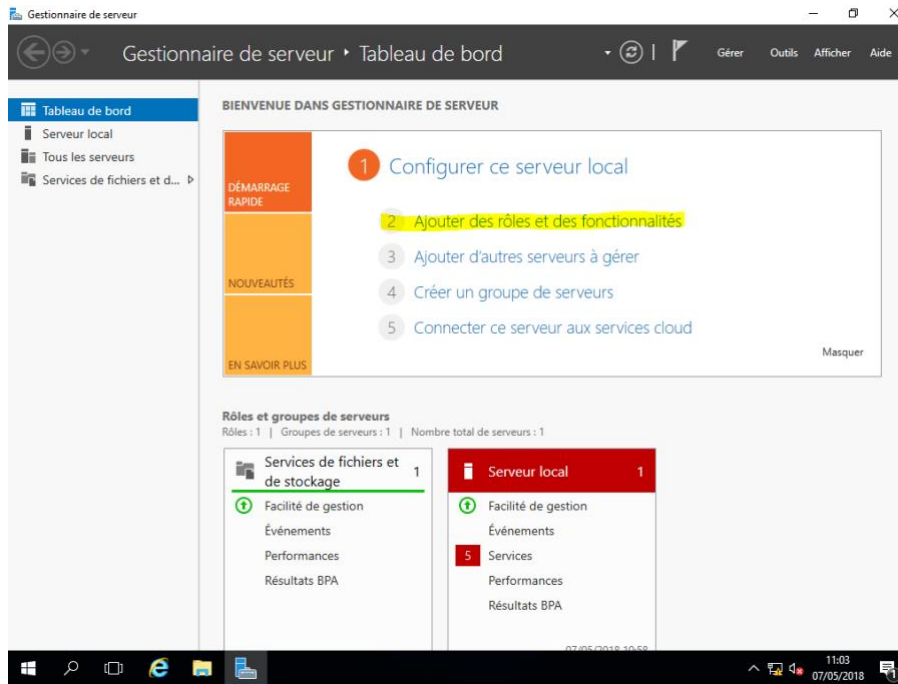 Gestionnaire de serveur
Gestionnaire de serveur ‣ Tableau de bord
Gérer Outils Afficher Aide
Tableau de bord
Serveur local
Tous les serveurs
Services de fichiers et d...
BIENVENUE DANS GESTIONNAIRE DE SERVEUR
DÉMARRAGE
RAPIDE
NOUVEAUTÉS
EN SAVOIR PLUS
1 Configurer ce serveur local
2 Ajouter des rôles et des fonctionnalités
3 Ajouter d'autres serveurs à gérer
4 Créer un groupe de serveurs
5 Connecter ce serveur aux services cloud
Masquer
Rôles et groupes de serveurs
Rôles : 1 | Groupes de serveurs : 1 | Nombre total de serveurs : 1
Services de fichiers et
de stockage
1
Facilité de gestion
Événements
Performances
Résultats BPA
Serveur local 1
Facilité de gestion
Événements
5 Services
Performances
Résultats BPA
07/05/2018 10:58
11:03
07/05/2018
1